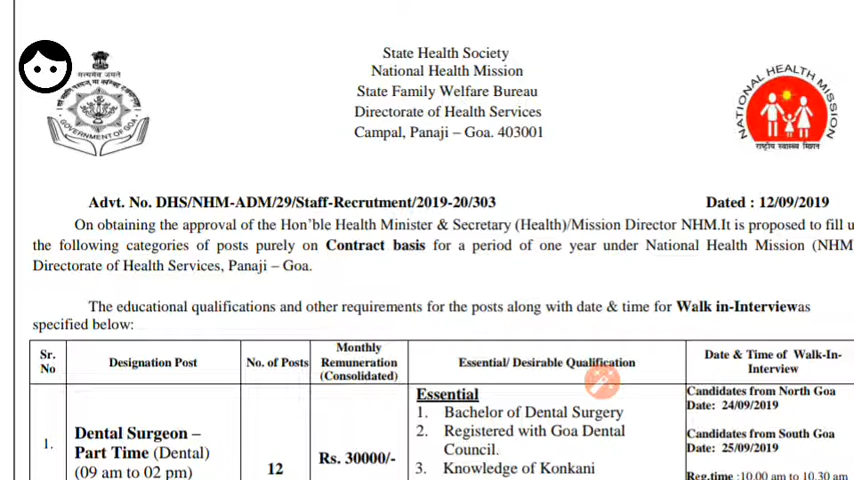 State Health Society
National Health Mission
State Family Welfare Bureau
Directorate of Health Services
Campal, Panaji – Goa. 403001
सत्यमेव जयते
GOVERNMENT OF GOA
NATIONAL HEALTH MISSION
राष्ट्रीय स्वास्थ्य मिशन
Advt. No. DHS/NHM-ADM/29/Staff-Recrutment/2019-20/303 Dated : 12/09/2019
On obtaining the approval of the Hon’ble Health Minister & Secretary (Health)/Mission Director NHM.It is proposed to fill u
the following categories of posts purely on Contract basis for a period of one year under National Health Mission (NHM
Directorate of Health Services, Panaji – Goa.
The educational qualifications and other requirements for the posts along with date & time for Walk in-Interviewas
specified below:
Sr. No
Designation Post
No. of Posts
Monthly Remuneration (Consolidated)
Essential/ Desirable Qualification
Date & Time of Walk-In-Interview
1.
Dental Surgeon –
Part Time (Dental)
(09 am to 02 pm)
12
Rs. 30000/-
Essential
1. Bachelor of Dental Surgery
2. Registered with Goa Dental
Council.
3. Knowledge of Konkani
Candidates from North Goa
Date: 24/09/2019
Candidates from South Goa
Date: 25/09/2019
Reg.time :10.00 am to 10.30 am